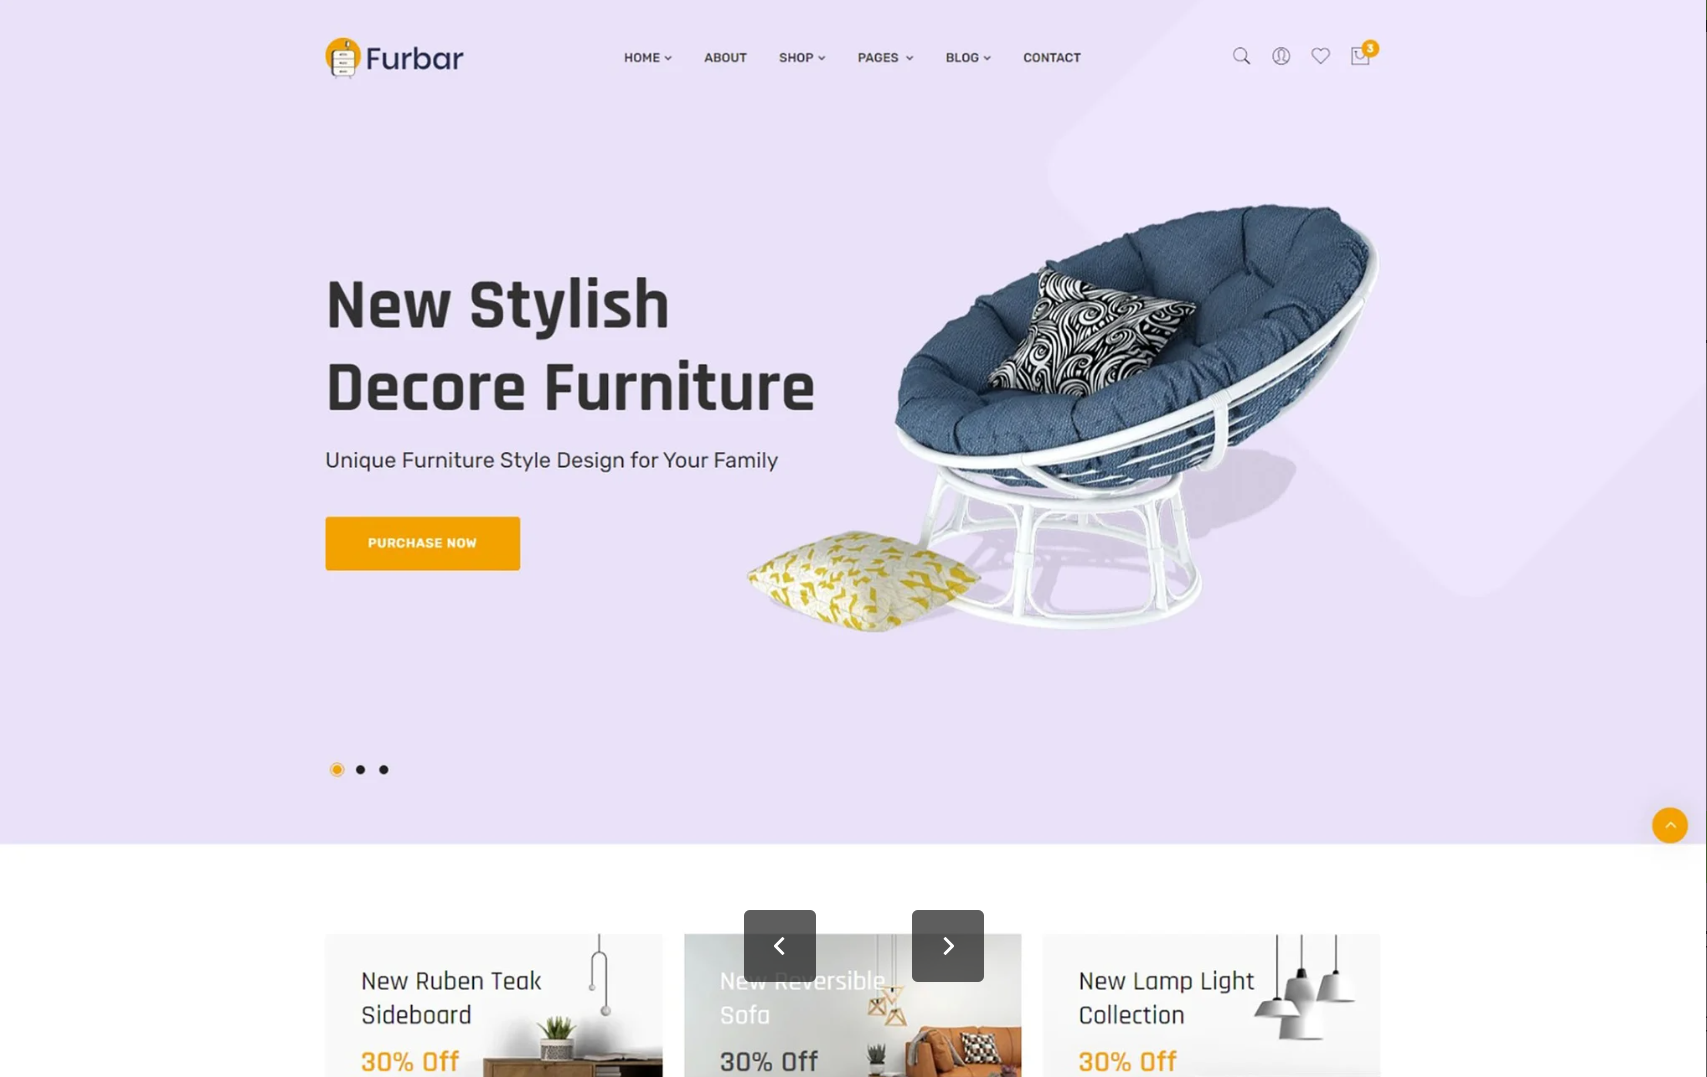 Furbar
HOME
ABOUT
SHOP
PAGES
BLOG
CONTACT
3
New Stylish
Decore Furniture
Unique Furniture Style Design for Your Family
PURCHASE NOW
New Ruben Teak
Sideboard
30% Off
New Reversible
Sofa
30% Off
New Lamp Light
Collection
30% Off